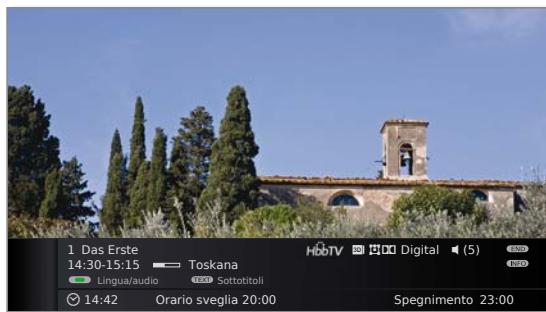 1 Das Erste HbbTV 3D Digital (5) END
14:30-15:15 Toskana INFO
Lingua/audio TEXT Sottotitoli
14:42 Orario sveglia 20:00 Spegnimento 23:00